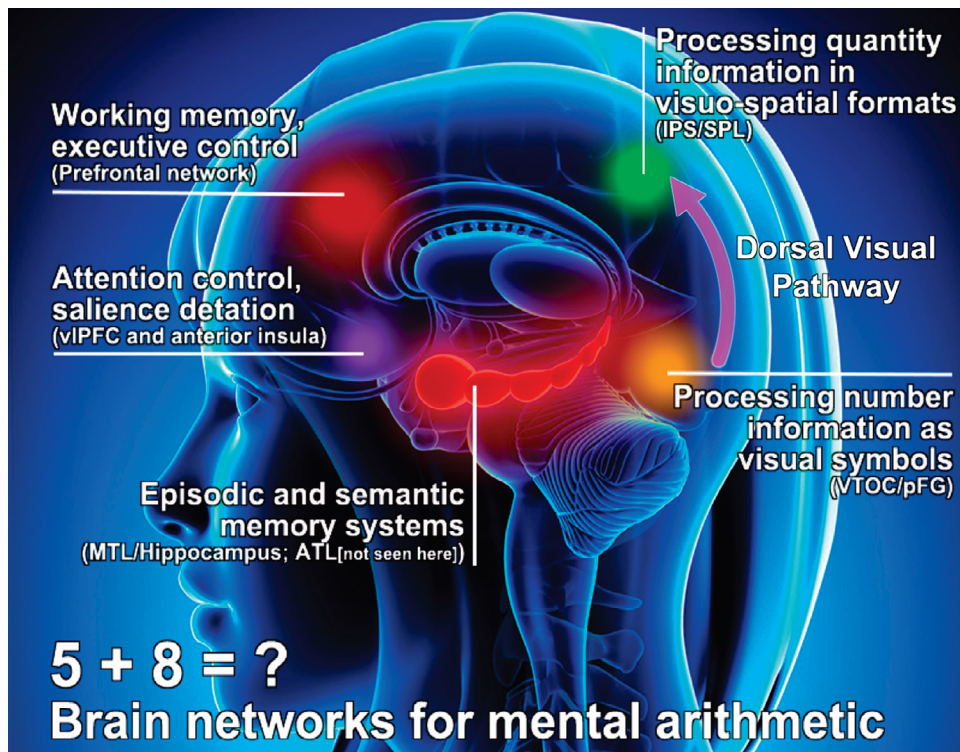 Processing quantity
information in
visuo-spatial formats
(IPS/SPL)
Working memory,
executive control
(Prefrontal network)
Dorsal Visual
Pathway
Attention control,
salience detation
(vlPFC and anterior insula)
Processing number
information as
visual symbols
(VTOC/pFG)
Episodic and semantic
memory systems
(MTL/Hippocampus; ATL[not seen here])
5 + 8 = ?
Brain networks for mental arithmetic